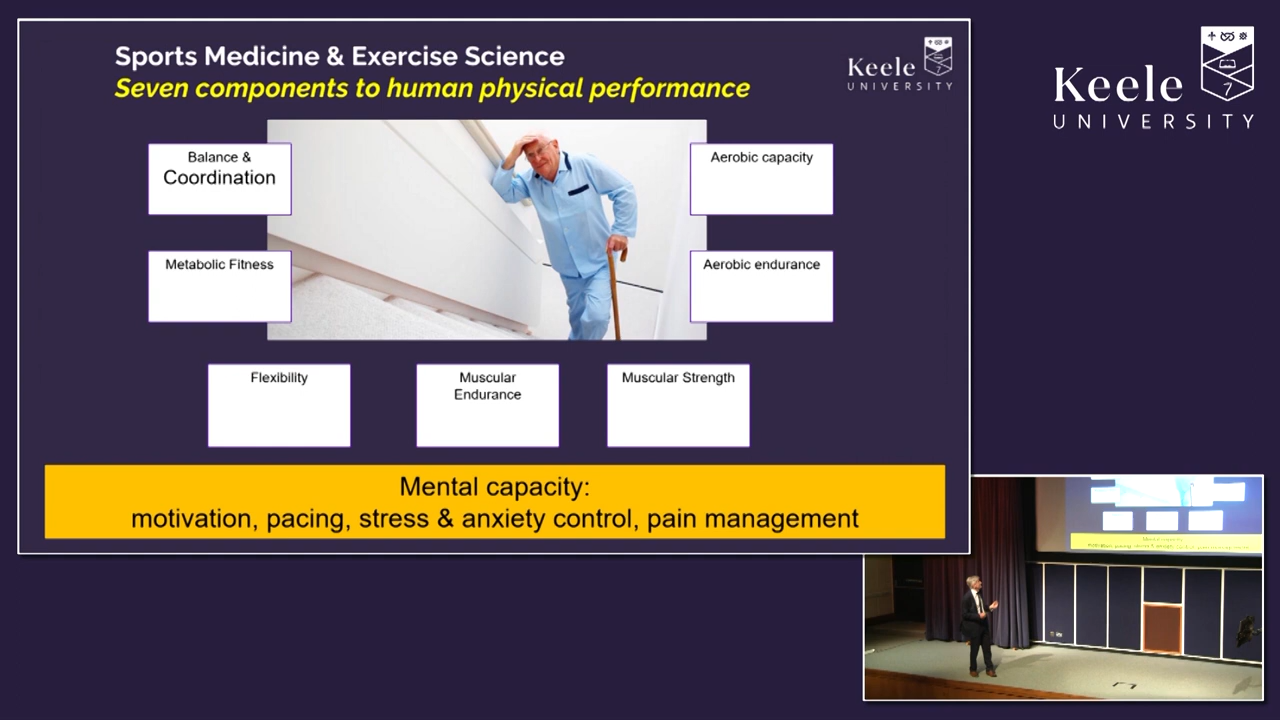 Sports Medicine & Exercise Science
Seven components to human physical performance
Keele
UNIVERSITY
Keele
UNIVERSITY
Balance &
Coordination
Aerobic capacity
Metabolic Fitness
Aerobic endurance
Flexibility
Muscular
Endurance
Muscular Strength
Mental capacity:
motivation, pacing, stress & anxiety control, pain management